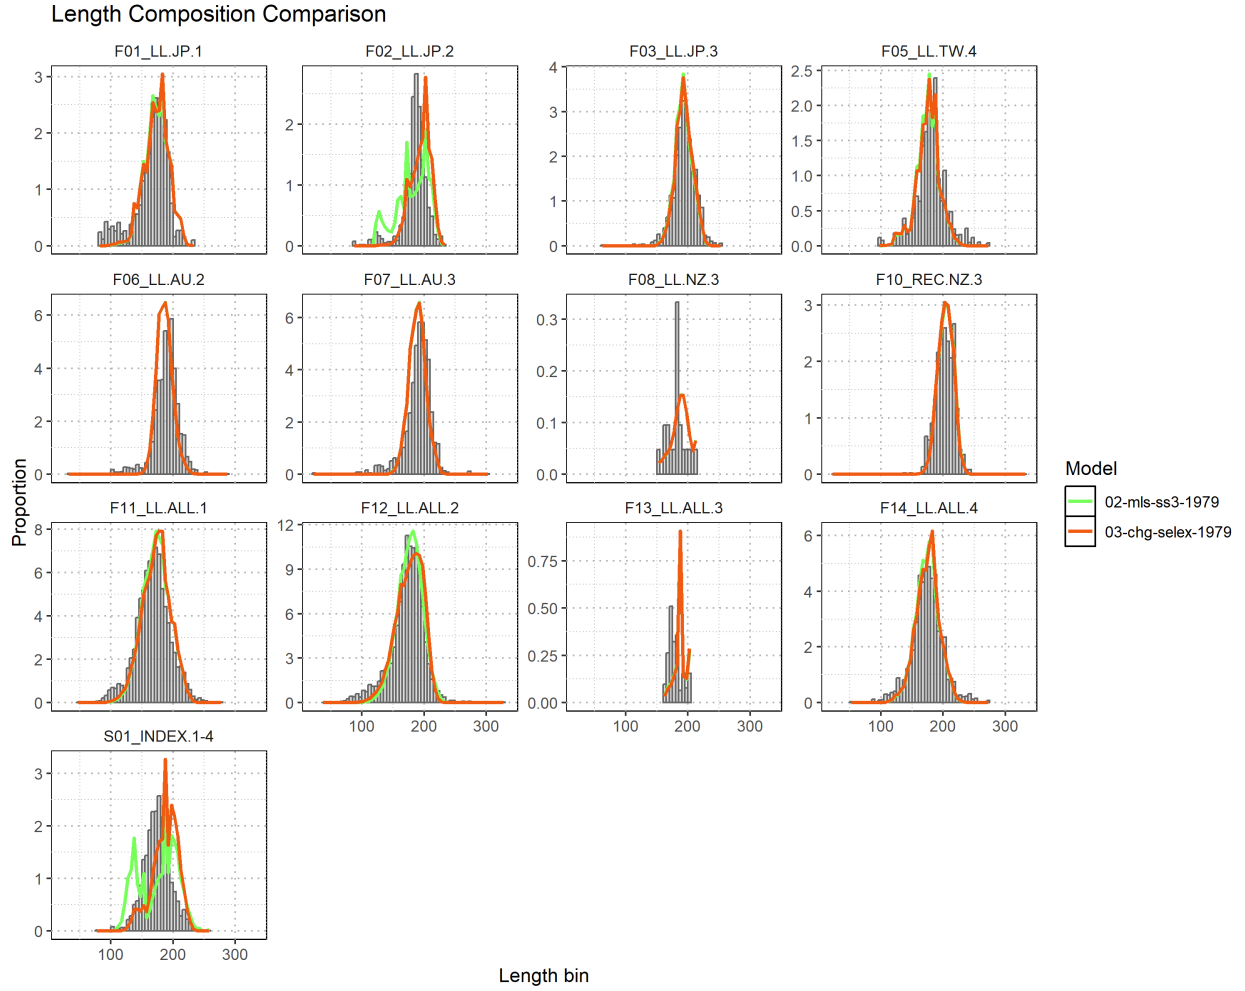 Length Composition Comparison
F01_LL.JP.1
F02_LL.JP.2
F03_LL.JP.3
F05_LL.TW.4
3
2
1
0
2
1
0
4
3
2
1
0
2.5
2.0
1.5
1.0
0.5
0.0
F06_LL.AU.2
F07_LL.AU.3
F08_LL.NZ.3
F10_REC.NZ.3
6
4
2
0
6
4
2
0
0.3
0.2
0.1
0.0
3
2
1
0
Proportion
F11_LL.ALL.1
F12_LL.ALL.2
F13_LL.ALL.3
F14_LL.ALL.4
8
6
4
2
0
12
9
6
3
0
0.75
0.50
0.25
0.00
6
4
2
0
100 200 300
100 200 300
100 200 300
S01_INDEX.1-4
3
2
1
0
100 200 300
Length bin
Model
02-mls-ss3-1979
03-chg-selex-1979